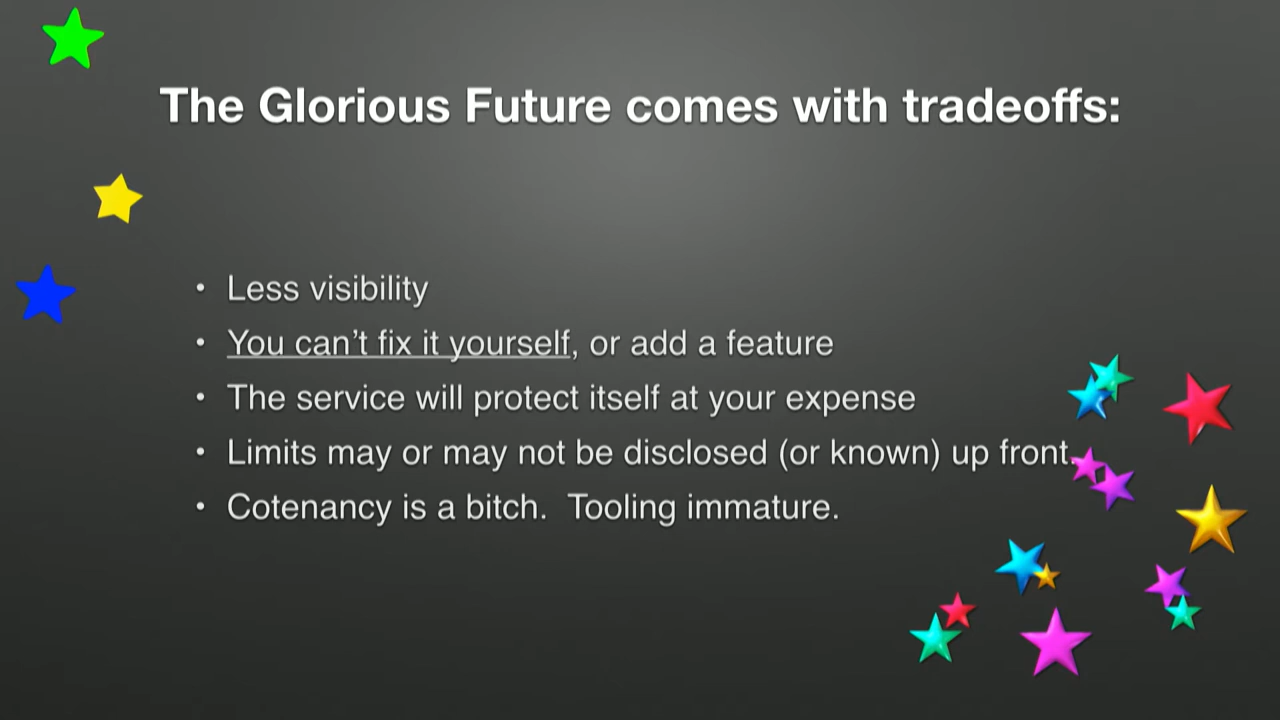 The Glorious Future comes with tradeoffs:
• Less visibility
• You can't fix it yourself, or add a feature
• The service will protect itself at your expense
• Limits may or may not be disclosed (or known) up front.
• Cotenancy is a bitch.  Tooling immature.